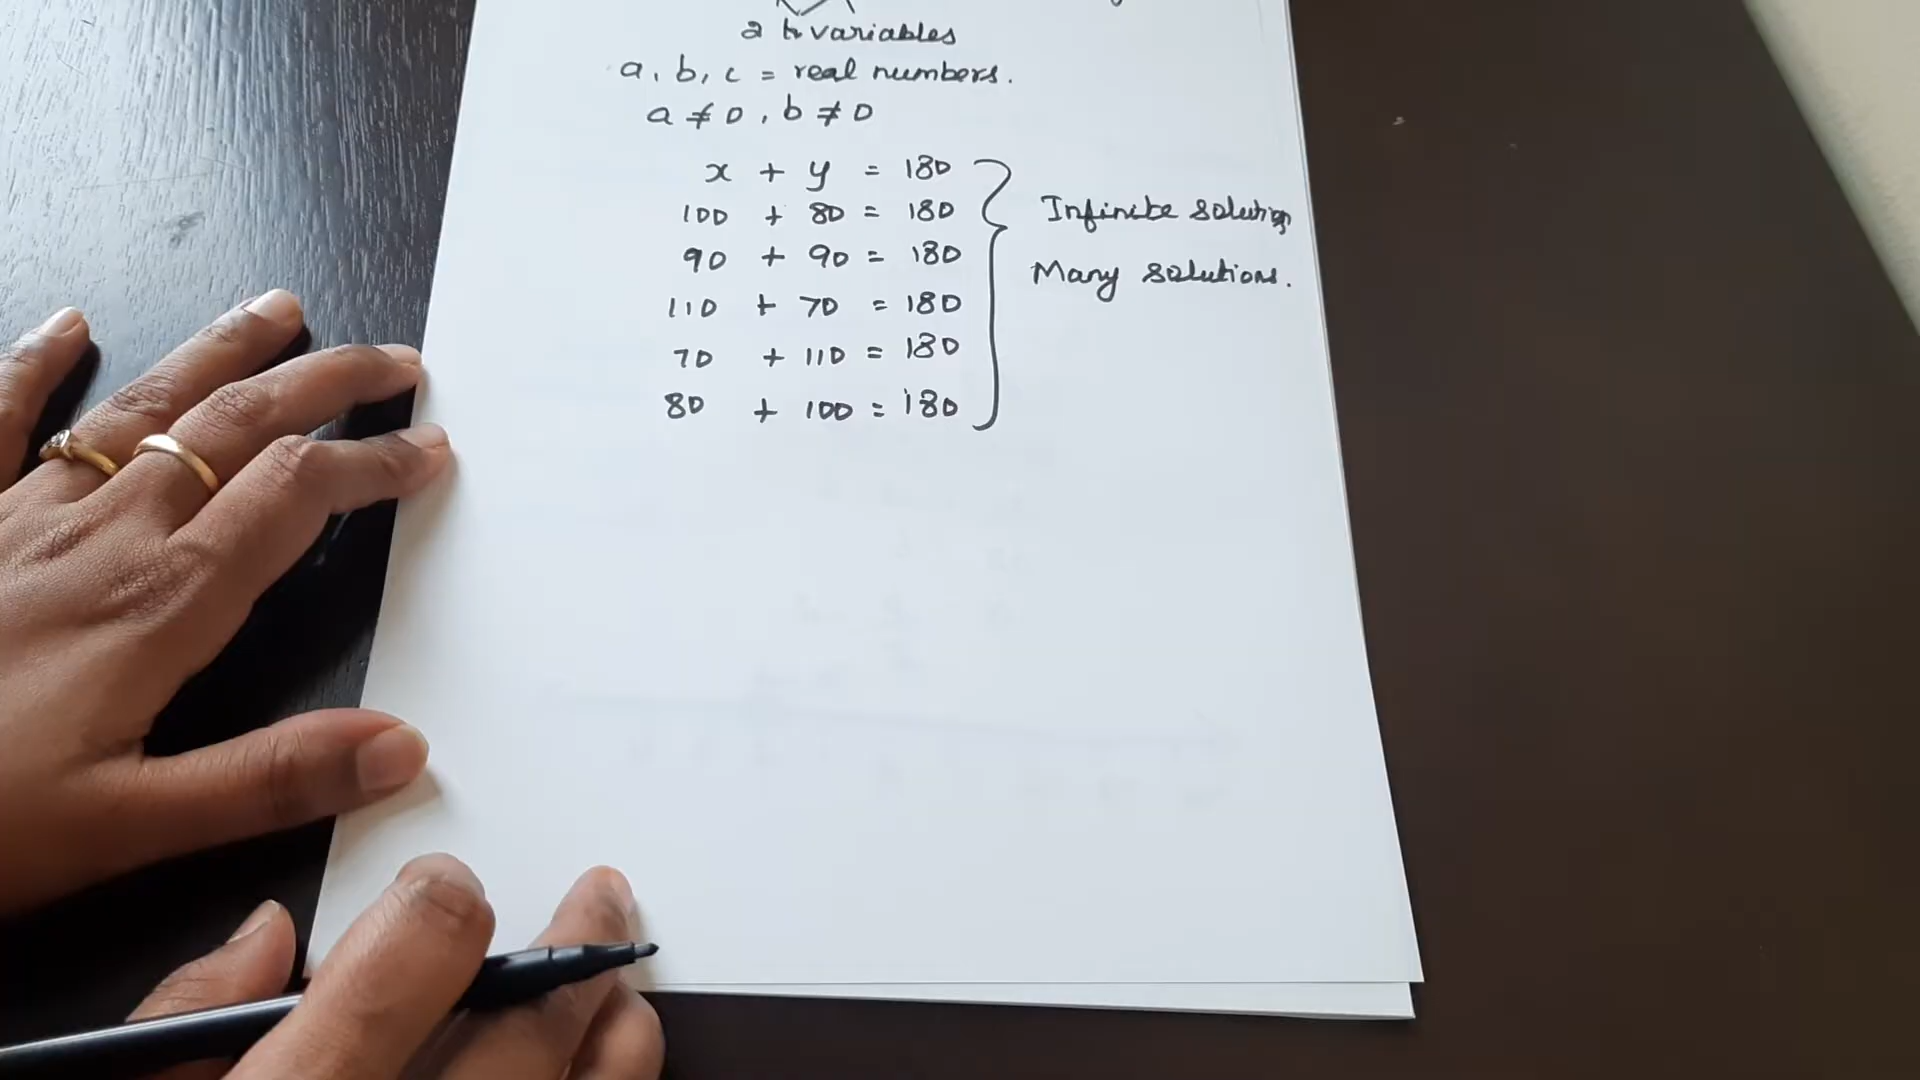 2 variables
a, b, c = real numbers.
a ≠ 0, b ≠ 0
x + y = 180
100 + 80 = 180
90 + 90 = 180
110 + 70 = 180
70 + 110 = 180
80 + 100 = 180
Infinite solutions
Many solutions.